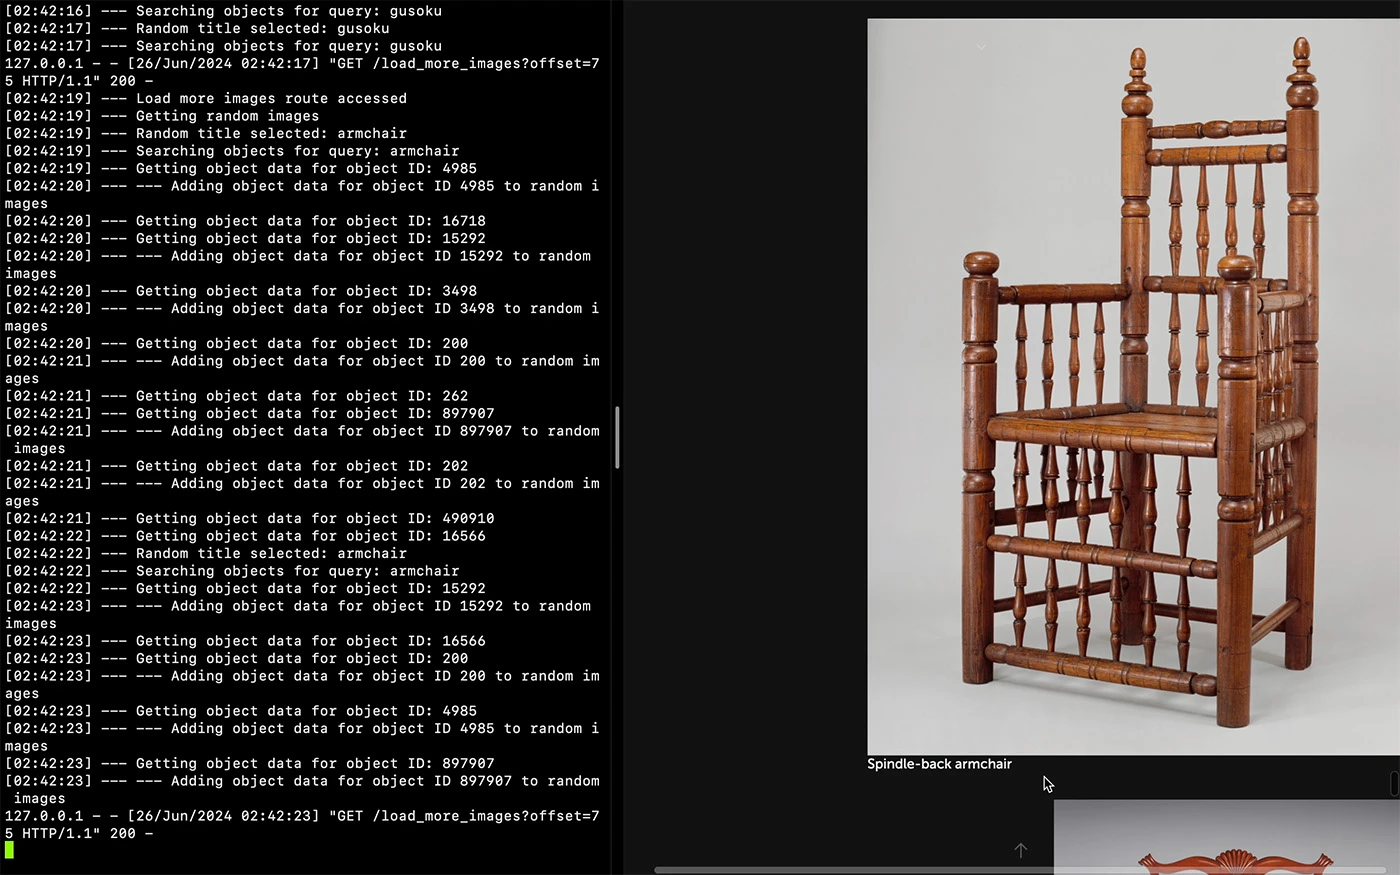 [02:42:16] --- Searching objects for query: gusoku
[02:42:17] --- Random title selected: gusoku
[02:42:17] --- Searching objects for query: gusoku
127.0.0.1 - - [26/Jun/2024 02:42:17] "GET /load_more_images?offset=7
5 HTTP/1.1" 200 -
[02:42:19] --- Load more images route accessed
[02:42:19] --- Getting random images
[02:42:19] --- Random title selected: armchair
[02:42:19] --- Searching objects for query: armchair
[02:42:19] --- Getting object data for object ID: 4985
[02:42:20] --- --- Adding object data for object ID 4985 to random i
mages
[02:42:20] --- Getting object data for object ID: 16718
[02:42:20] --- Getting object data for object ID: 15292
[02:42:20] --- --- Adding object data for object ID 15292 to random
images
[02:42:20] --- Getting object data for object ID: 3498
[02:42:20] --- --- Adding object data for object ID 3498 to random i
mages
[02:42:20] --- Getting object data for object ID: 200
[02:42:21] --- --- Adding object data for object ID 200 to random im
ages
[02:42:21] --- Getting object data for object ID: 262
[02:42:21] --- Getting object data for object ID: 897907
[02:42:21] --- --- Adding object data for object ID 897907 to random
images
[02:42:21] --- Getting object data for object ID: 202
[02:42:21] --- --- Adding object data for object ID 202 to random im
ages
[02:42:21] --- Getting object data for object ID: 490910
[02:42:22] --- Getting object data for object ID: 16566
[02:42:22] --- Random title selected: armchair
[02:42:22] --- Searching objects for query: armchair
[02:42:22] --- Getting object data for object ID: 15292
[02:42:23] --- --- Adding object data for object ID 15292 to random
images
[02:42:23] --- Getting object data for object ID: 16566
[02:42:23] --- Getting object data for object ID: 200
[02:42:23] --- --- Adding object data for object ID 200 to random im
ages
[02:42:23] --- Getting object data for object ID: 4985
[02:42:23] --- --- Adding object data for object ID 4985 to random i
mages
[02:42:23] --- Getting object data for object ID: 897907
[02:42:23] --- --- Adding object data for object ID 897907 to random
images
127.0.0.1 - - [26/Jun/2024 02:42:23] "GET /load_more_images?offset=7
5 HTTP/1.1" 200 -
Spindle-back armchair